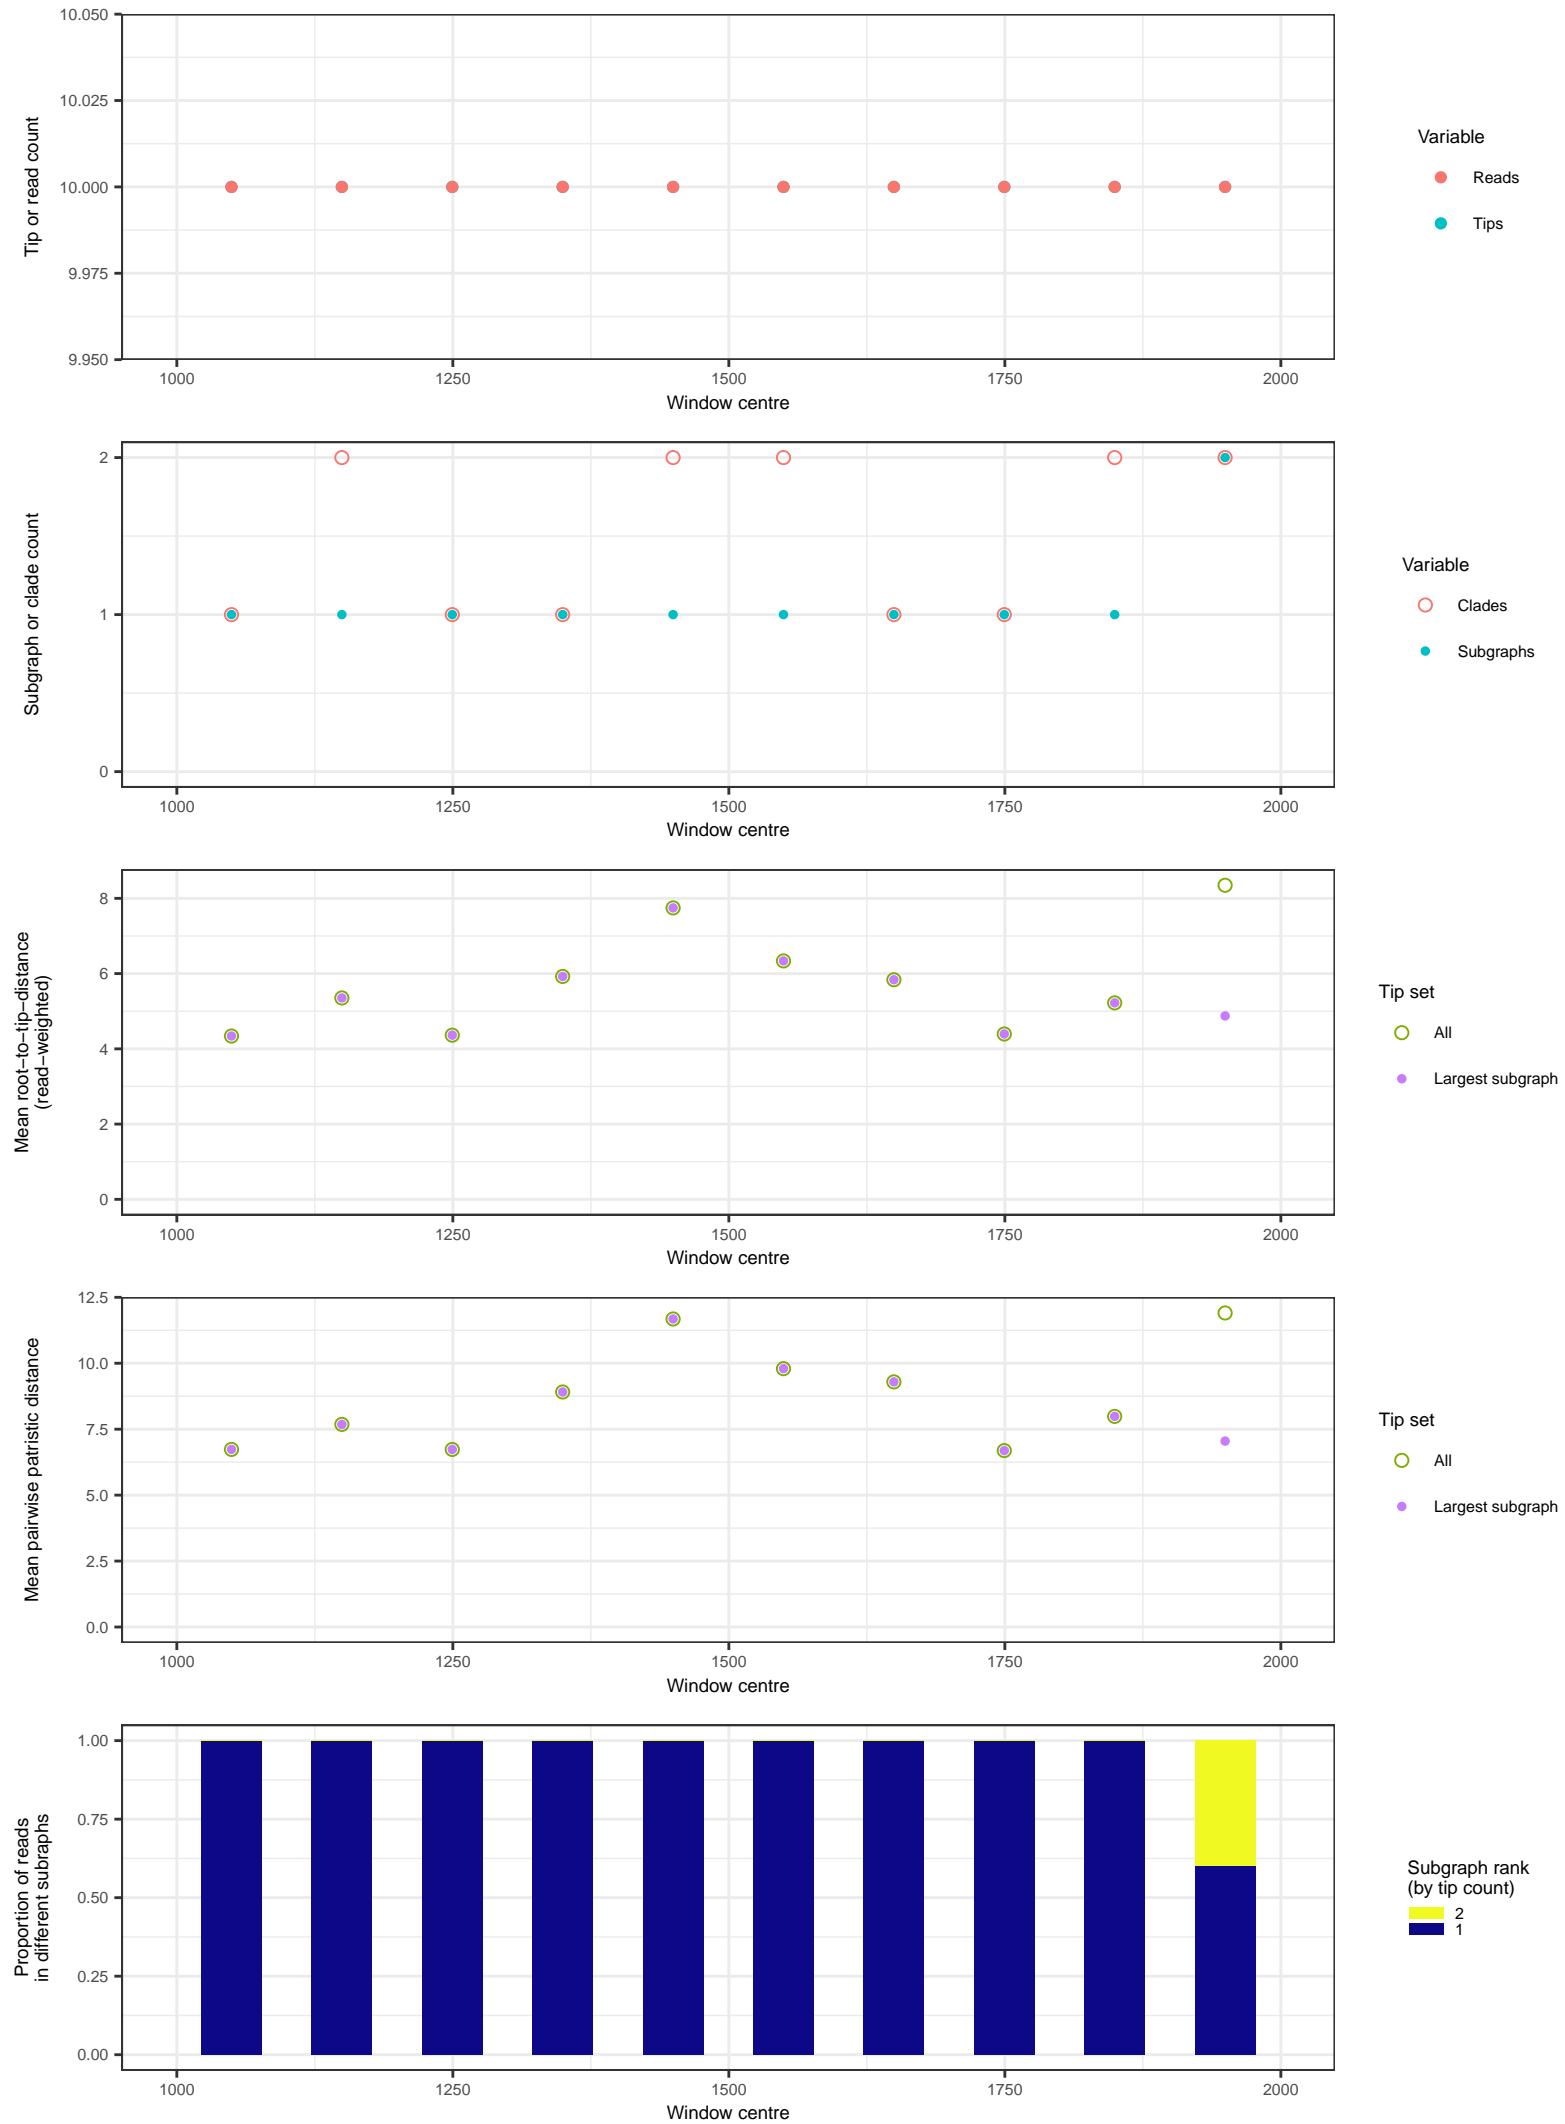 10.050
10.025
10.000
9.975
9.950
Tip or read count
1000 1250 1500 1750 2000
Window centre
Variable
Reads
Tips
2
1
0
Subgraph or clade count
1000 1250 1500 1750 2000
Window centre
Variable
Clades
Subgraphs
8
6
4
2
0
Mean root−to−tip−distance
(read−weighted)
1000 1250 1500 1750 2000
Window centre
Tip set
All
Largest subgraph
12.5
10.0
7.5
5.0
2.5
0.0
Mean pairwise patristic distance
1000 1250 1500 1750 2000
Window centre
Tip set
All
Largest subgraph
1.00
0.75
0.50
0.25
0.00
Proportion of reads
in different subraphs
1000 1250 1500 1750 2000
Window centre
Subgraph rank
(by tip count)
2
1